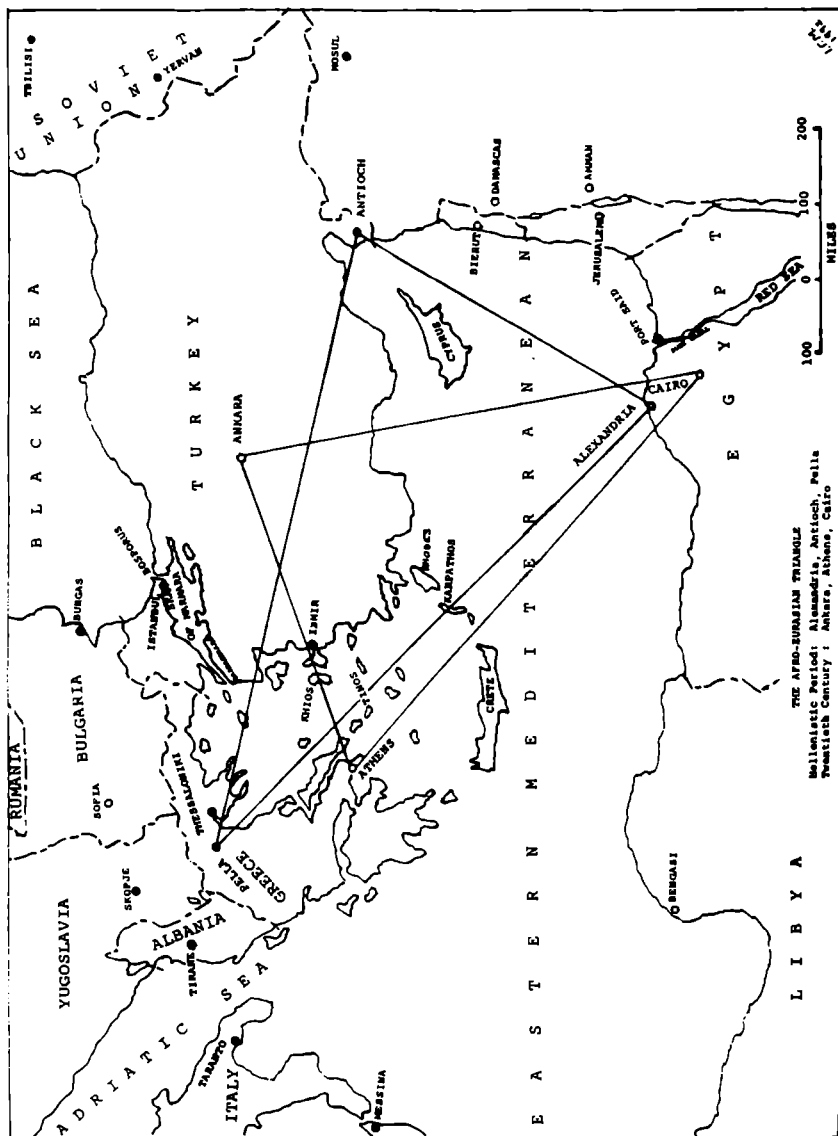 RUMANIA
YUGOSLAVIA
BULGARIA
BURGAS
BLACK SEA
SOVIET
UNION
TBILISI
YERVAN
SOFIA
SKOPJE
ALBANIA
TIRANE
ADRIATIC SEA
TARANTO
ITALY
MESSINA
PELLA
GREECE
THESSALONIKI
ISTANBUL
BOSPORUS
OF MARMARA
TURKEY
ANKARA
MOSUL
IZMIR
KHIOS
TINOS
ATHENS
ANTIOCH
RHODES
KARPATHOS
CRETE
CYPRUS
BIERUT
DAMASCAS
EASTERN MEDITERRANEAN
JERUSALEM
AMMAN
BENGASI
ALEXANDRIA
CAIRO
PORT SAID
RED SEA
LIBYA
EGYPT
THE AFRO-EURASIAN TRIANGLE
Hellenistic Period: Alexandria, Antioch, Pella
Twentieth Century : Ankara, Athens, Cairo
100 0 100 200
MILES